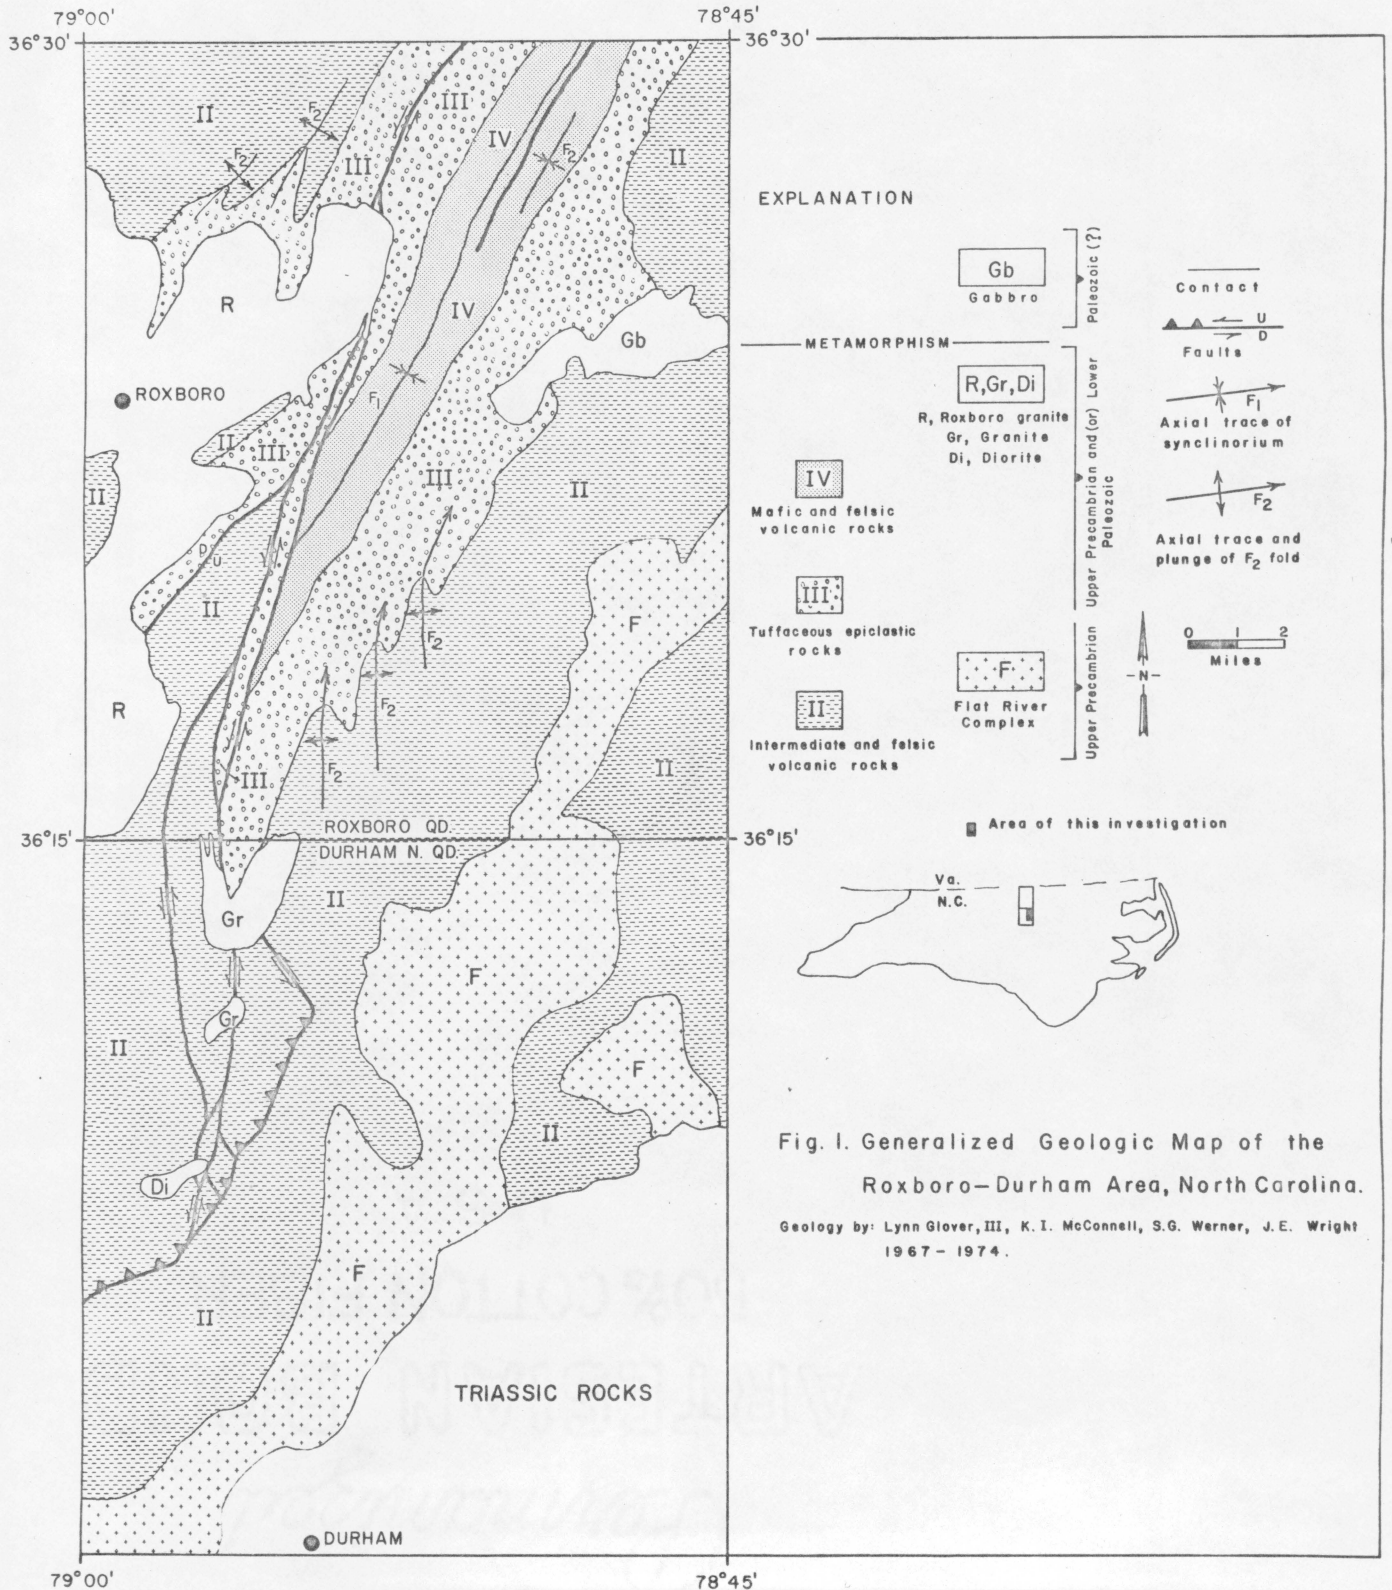 79°00'
78°45'
36°30'
36°30'
II
F2
III
IV
F2
II
F2
III
EXPLANATION
Gb
Gabbro
Paleozoic (?)
Contact
U
D
Faults
R
IV
Gb
METAMORPHISM
R,Gr,Di
R, Roxboro granite
Gr, Granite
Di, Diorite
Upper Precambrian and (or) Lower
Paleozoic
F1
Axial trace of
synclinorium
ROXBORO
F1
II
III
III
II
II
IV
Mafic and felsic
volcanic rocks
F2
Axial trace and
plunge of F2 fold
D
U
II
III
Tuffaceous epiclastic
rocks
F
F2
0 1 2
Miles
R
F2
F
Flat River
Complex
Upper Precambrian
-N-
II
Intermediate and felsic
volcanic rocks
III
F2
II
ROXBORO QD.
DURHAM N. QD.
36°15'
36°15'
Area of this investigation
Va.
N.C.
II
Gr
F
Gr
II
F
II
Di
Fig. 1. Generalized Geologic Map of the
Roxboro-Durham Area, North Carolina.
Geology by: Lynn Glover, III, K. I. McConnell, S.G. Werner, J. E. Wright
1967 - 1974.
F
II
TRIASSIC ROCKS
DURHAM
79°00'
78°45'